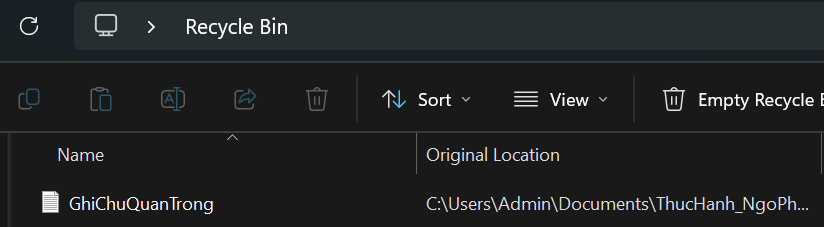 Recycle Bin
Sort View Empty Recycle
Name Original Location
GhiChuQuanTrong C:\Users\Admin\Documents\ThucHanh_NgoPh...